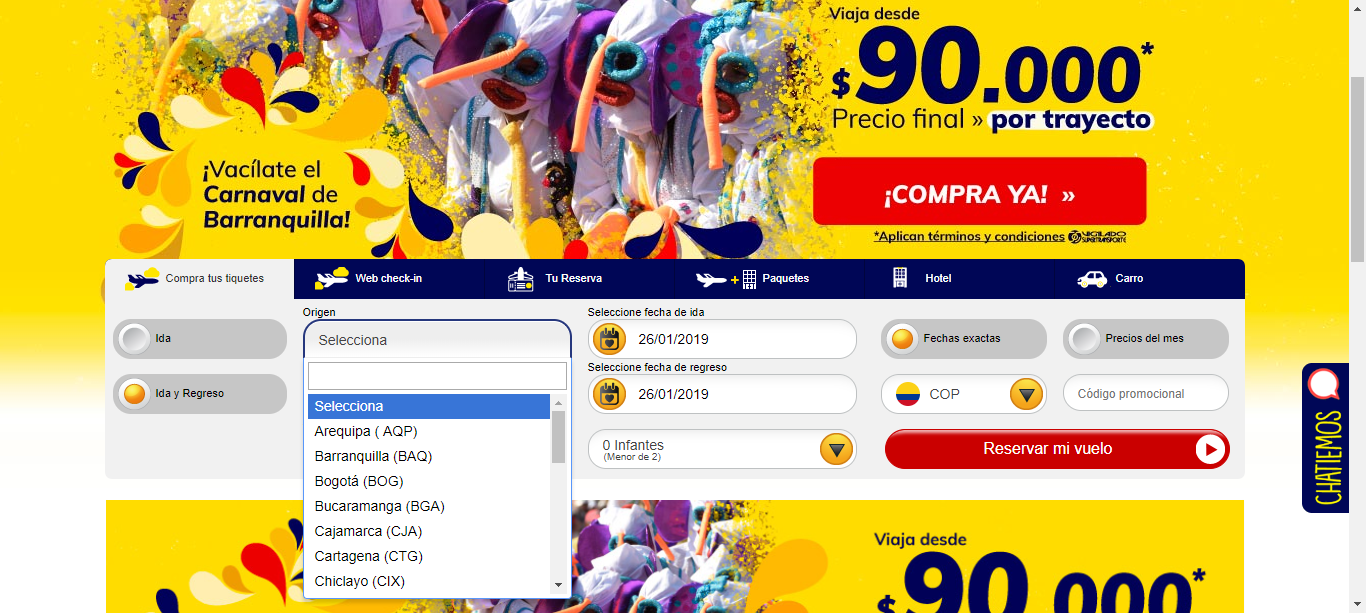 Viaja desde
$90.000*
Precio final » por trayecto
¡Vacílate el
Carnaval de
Barranquilla!
¡COMPRA YA! »
*Aplican términos y condiciones VIGILADO
SUPERTRANSPORTE
Compra tus tiquetes
Web check-in
Tu Reserva
+
Paquetes
Hotel
Carro
Ida
Ida y Regreso
Origen
Selecciona
Selecciona
Arequipa ( AQP)
Barranquilla (BAQ)
Bogotá (BOG)
Bucaramanga (BGA)
Cajamarca (CJA)
Cartagena (CTG)
Chiclayo (CIX)
Seleccione fecha de ida
26/01/2019
Seleccione fecha de regreso
26/01/2019
0 Infantes
(Menor de 2)
Fechas exactas
Precios del mes
COP
Código promocional
Reservar mi vuelo
CHATIEMOS
Viaja desde
$90.000*